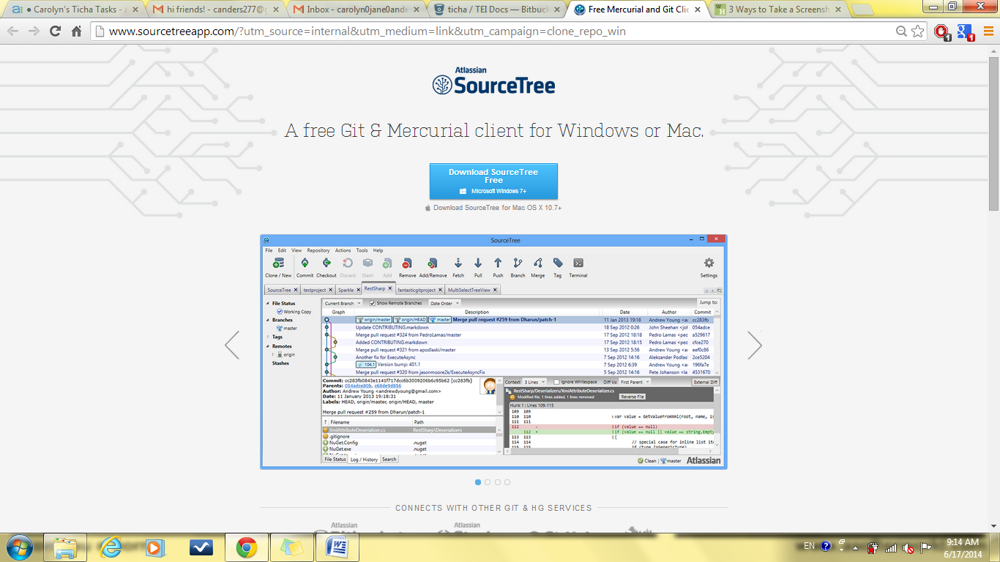 Carolyn's Ticha Tasks - A
hi friends! - canders277@g
Inbox - carolyn0jane0ande
ticha / TEI Docs — Bitbuck
Free Mercurial and Git Clie
3 Ways to Take a Screensh
www.sourcetreeapp.com/?utm_source=internal&utm_medium=link&utm_campaign=clone_repo_win
Atlassian
SourceTree
A free Git & Mercurial client for Windows or Mac.
Download SourceTree
Free
Microsoft Windows 7+
Download SourceTree for Mac OS X 10.7+
SourceTree
File Edit View Repository Actions Tools Help
Clone / New Commit Checkout Discard Stash Add Remove Add/Remove Fetch Pull Push Branch Merge Tag Terminal Settings
SourceTree testproject Sparkle RestSharp fantasticgitproject MultiSelectTreeView
File Status
Working Copy
Branches
master
Tags
Remotes
origin
Stashes
Current Branch Show Remote Branches Date Order Jump to:
Graph Description Date Author Commit
origin/master origin/HEAD master Merge pull request #259 from Dharun/patch-1 11 Jan 2013 19:18 Andrew Young <a cc283fb
Update CONTRIBUTING.markdown 18 Sep 2012 0:26 John Sheehan <jo 054adce
Merge pull request #324 from PedroLamas/master 17 Sep 2012 18:18 Pedro Lamas <pec a529617
Added CONTRIBUTING.markdown 17 Sep 2012 18:15 Pedro Lamas <pec cfce270
Merge pull request #321 from apodlaski/master 13 Sep 2012 5:56 Andrew Young <a eef0c86
Another fix for ExecuteAsync 7 Sep 2012 14:16 Aleksander Podlas 2ce5204
104.1 Version bump: 401.1 7 Sep 2012 6:39 Andrew Young <a 196fa7e
Merge pull request #320 from jasonmoore2k/ExecuteAsyncFix 5 Sep 2012 14:16 Pete Johanson <la 4531670
Commit: cc283fb0843e1141f717dcc6b3009206b6c95b62 [cc283fb]
Parents: 054adce80b, c68de9d856
Author: Andrew Young <andrewdyoung@gmail.com>
Date: 11 January 2013 19:18:31
Labels: HEAD, origin/master, origin/HEAD, master
Merge pull request #259 from Dharun/patch-1
? Filename Path
XmlAttributeDeserializer.cs RestSharp\Deserializers
.gitignore
NuGet.Config .nuget
NuGet.exe .nuget
File Status Log / History Search
Context: 3 Lines Ignore Whitespace Diff Vs: First Parent External Diff
RestSharp/Deserializers/XmlAttributeDeserializer.cs
Modified file, 1 lines added, 1 lines removed Reverse File
Hunk 1 : Lines 109-115
109 109
110 110 var value = GetValueFromXml(root, name, is
111 111
112 - if (value == null)
112 + if (value == null || value == string.Empty
113 113 {
114 114 // special case for inline list ite
115 115 if (type.IsGenericType)
Clean master Atlassian
CONNECTS WITH OTHER GIT & HG SERVICES
Atlassian
Atlassian
EN
9:14 AM
6/17/2014